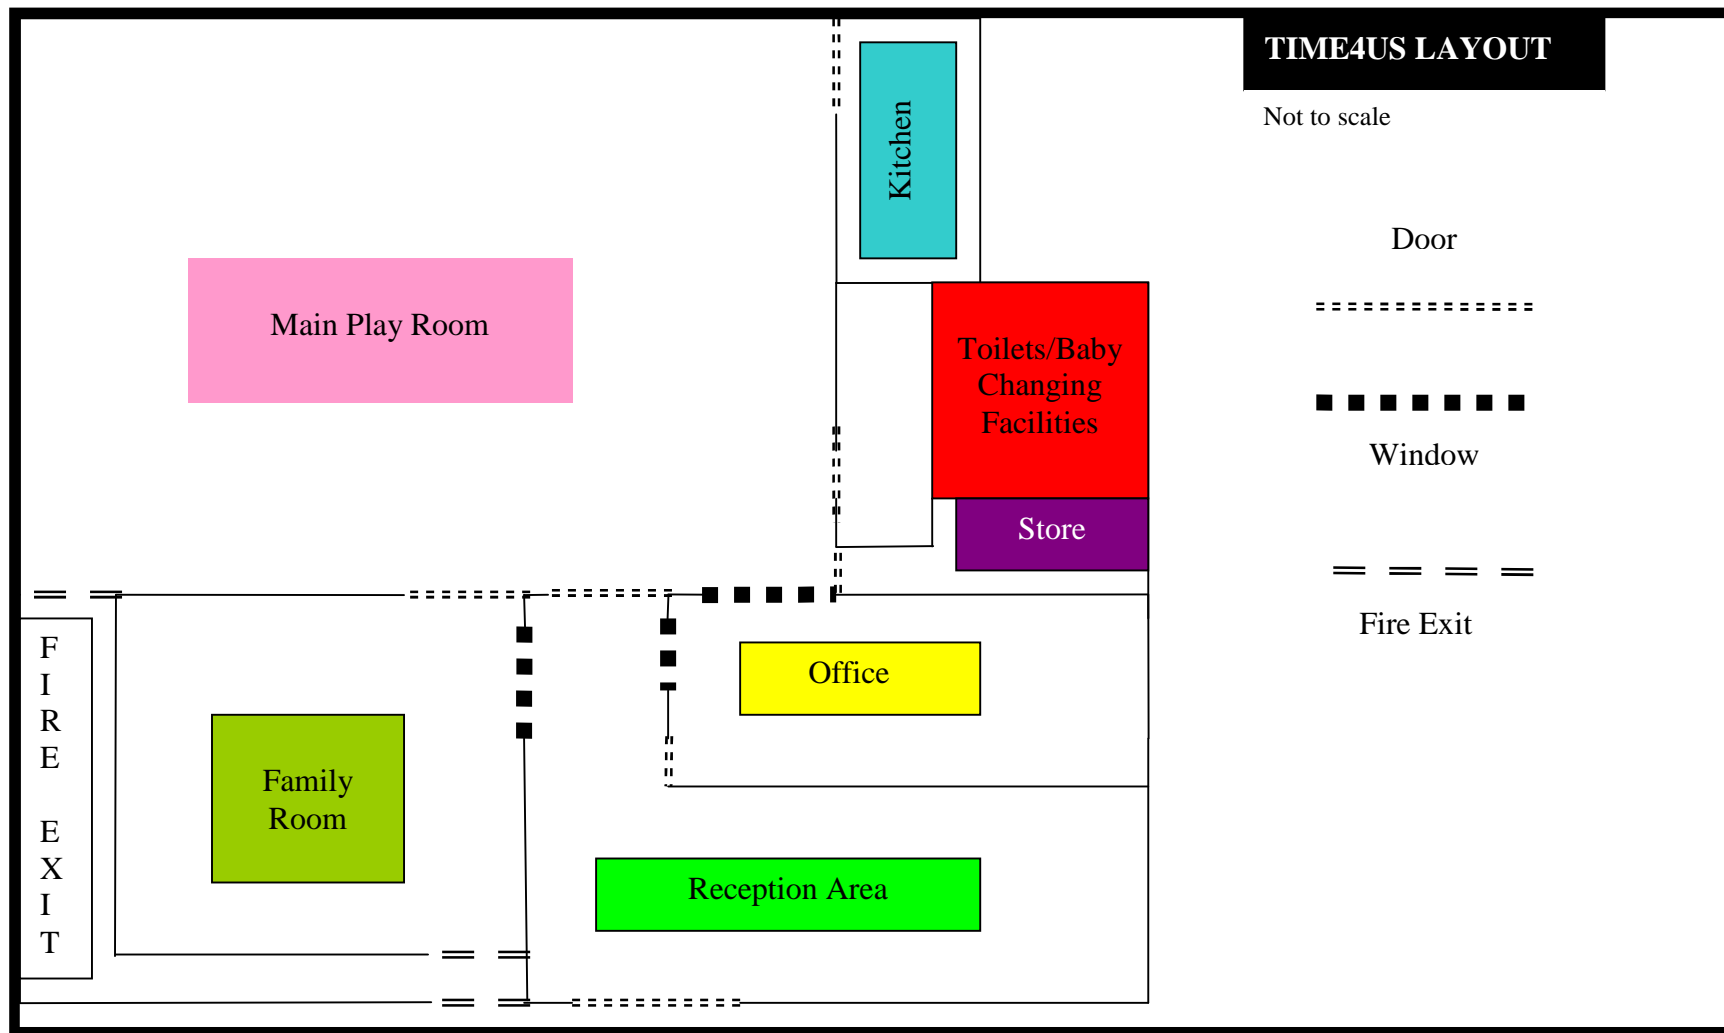 TIME4US LAYOUT
Not to scale
Kitchen
Door
Main Play Room
Toilets/Baby
Changing
Facilities
Window
Store
Fire Exit
F
I
R
E
E
X
I
T
Office
Family
Room
Reception Area